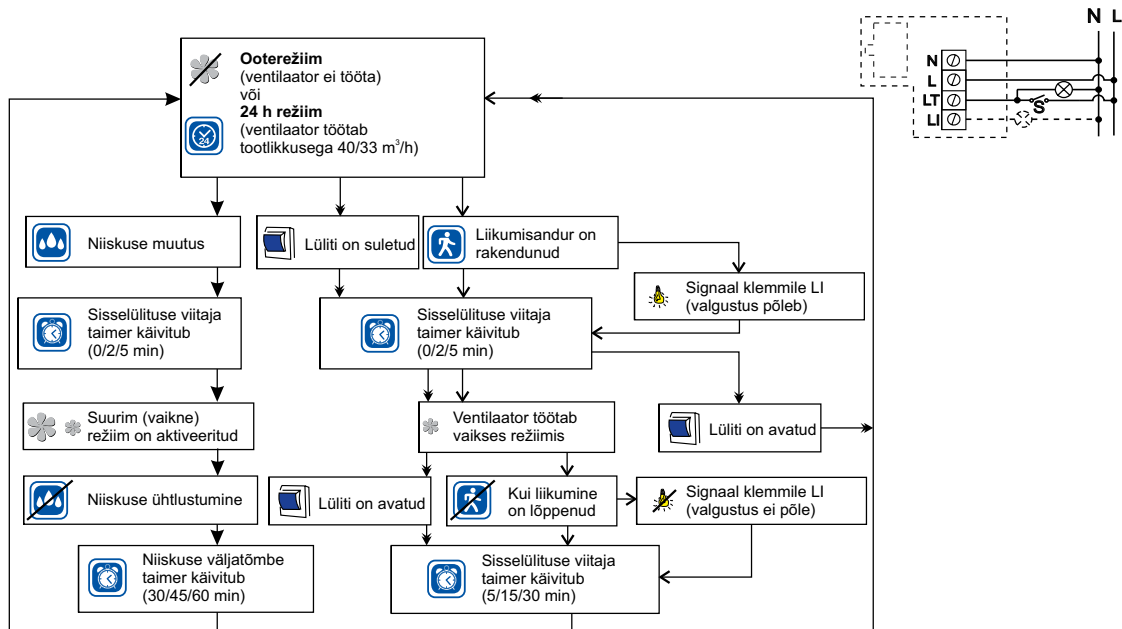 Ooterežiim
(ventilaator ei tööta)
või
24 h režiim
(ventilaator töötab
tootlikkusega 40/33 m³/h)
24
N L
N
L
LT
LI
S
Niiskuse muutus
Lüliti on suletud
Liikumisandur on
rakendunud
Signaal klemmile LI
(valgustus põleb)
Sisselülituse viitaja
taimer käivitub
(0/2/5 min)
Sisselülituse viitaja
taimer käivitub
(0/2/5 min)
Suurim (vaikne)
režiim on aktiveeritud
Ventilaator töötab
vaikses režiimis
Lüliti on avatud
Niiskuse ühtlustumine
Lüliti on avatud
Kui liikumine
on lõppenud
Signaal klemmile LI
(valgustus ei põle)
Niiskuse väljatõmbe
taimer käivitub
(30/45/60 min)
Sisselülituse viitaja
taimer käivitub
(5/15/30 min)